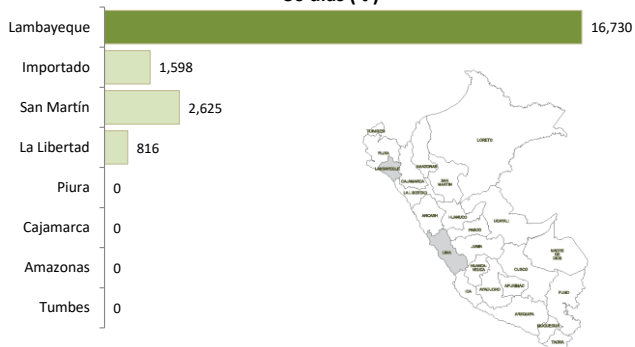 30 días ( t )
Lambayeque 16,730
Importado 1,598
San Martín 2,625
La Libertad 816
Piura 0
Cajamarca 0
Amazonas 0
Tumbes 0
TUMBES
PIURA
LORETO
LAMBAYEQUE
AMAZONAS
CAJAMARCA
SAN
MARTIN
LA LIBERTAD
ANCASH
HUANUCO
UCAYALI
PASCO
LIMA
JUNIN
MADRE
DE
DIOS
HUANCA-
VELICA
CUSCO
ICA
AYACUCHO
APURIMAC
PUNO
AREQUIPA
MOQUEGUA
TACNA